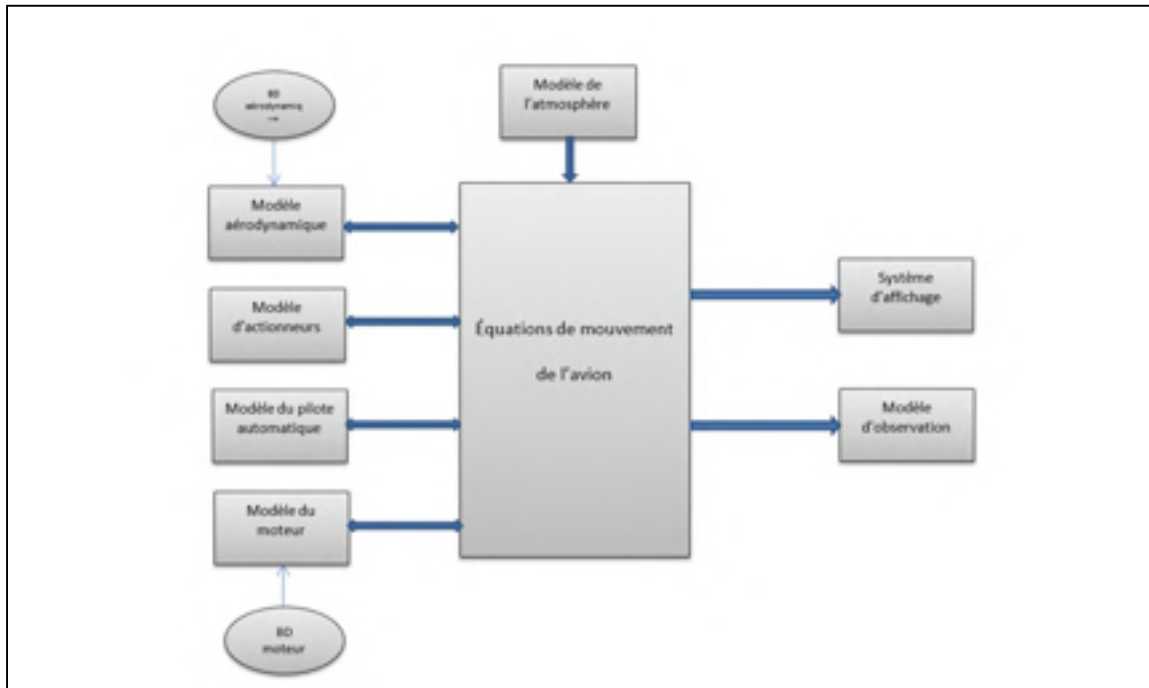 BD
aérodynamiq
Modèle de
l'atmosphère
Modèle
aérodynamique
Modèle
d'actionneurs
Modèle du pilote
automatique
Modèle du
moteur
BD
moteur
Équations de mouvement
de l'avion
Système
d'affichage
Modèle
d'observation